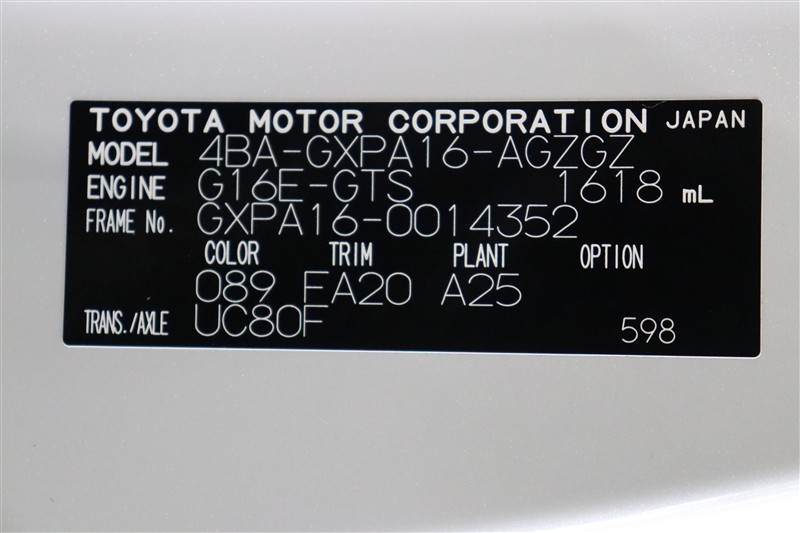 TOYOTA MOTOR CORPORATION JAPAN
MODEL 4BA-GXPA16-AGZGZ
ENGINE G16E-GTS 1618 mL
FRAME No. GXPA16-0014352
COLOR TRIM PLANT OPTION
089 EA20 A25
TRANS./AXLE UC80F 598